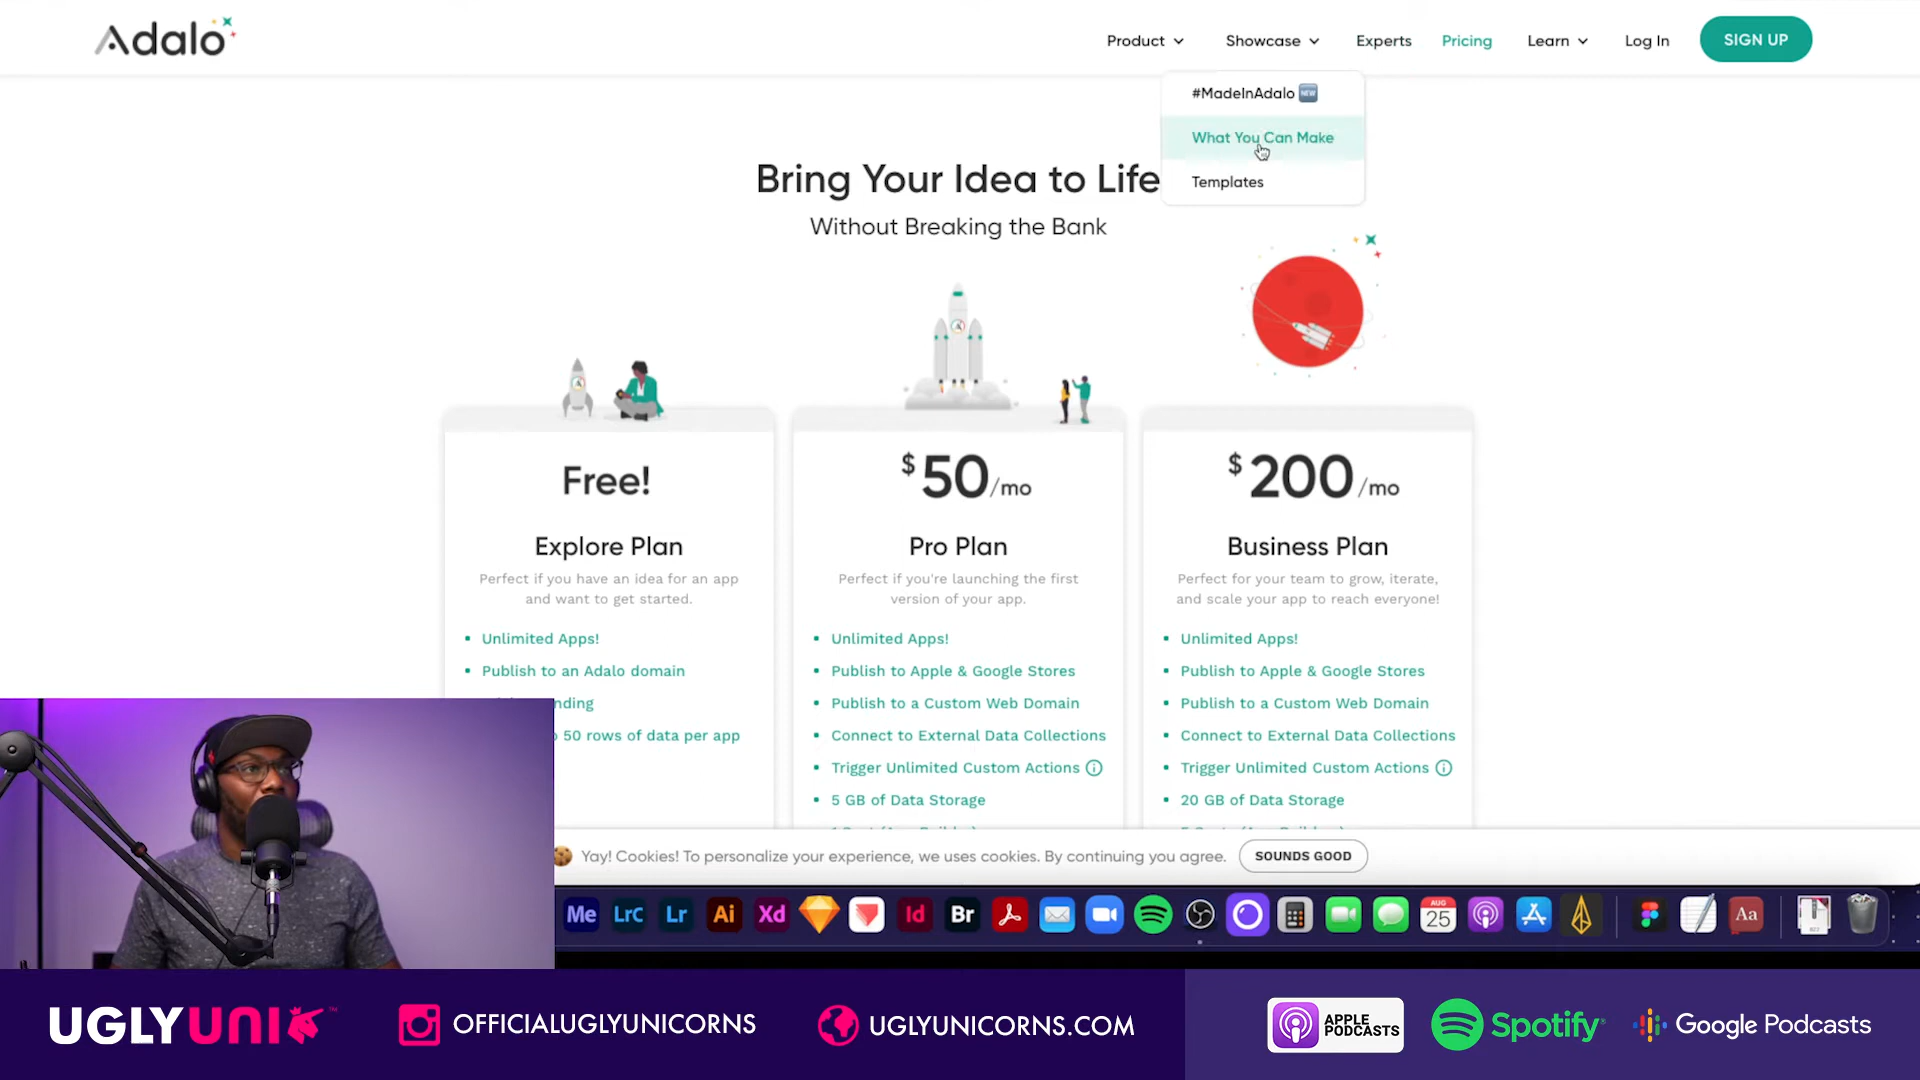 Adalo
Product
Showcase
Experts
Pricing
Learn
Log In
SIGN UP
#MadeInAdalo NEW
What You Can Make
Templates
Bring Your Idea to Life
Without Breaking the Bank
Free!
Explore Plan
Perfect if you have an idea for an app
and want to get started.
Unlimited Apps!
Publish to an Adalo domain
nding
50 rows of data per app
$50/mo
Pro Plan
Perfect if you're launching the first
version of your app.
Unlimited Apps!
Publish to Apple & Google Stores
Publish to a Custom Web Domain
Connect to External Data Collections
Trigger Unlimited Custom Actions
5 GB of Data Storage
$200/mo
Business Plan
Perfect for your team to grow, iterate,
and scale your app to reach everyone!
Unlimited Apps!
Publish to Apple & Google Stores
Publish to a Custom Web Domain
Connect to External Data Collections
Trigger Unlimited Custom Actions
20 GB of Data Storage
Yay! Cookies! To personalize your experience, we uses cookies. By continuing you agree.
SOUNDS GOOD
Me LrC Lr Ai Xd Id Br AUG 25 Aa
UGLYUNI ™
OFFICIALUGLYUNICORNS
UGLYUNICORNS.COM
APPLE
PODCASTS
Spotify
Google Podcasts